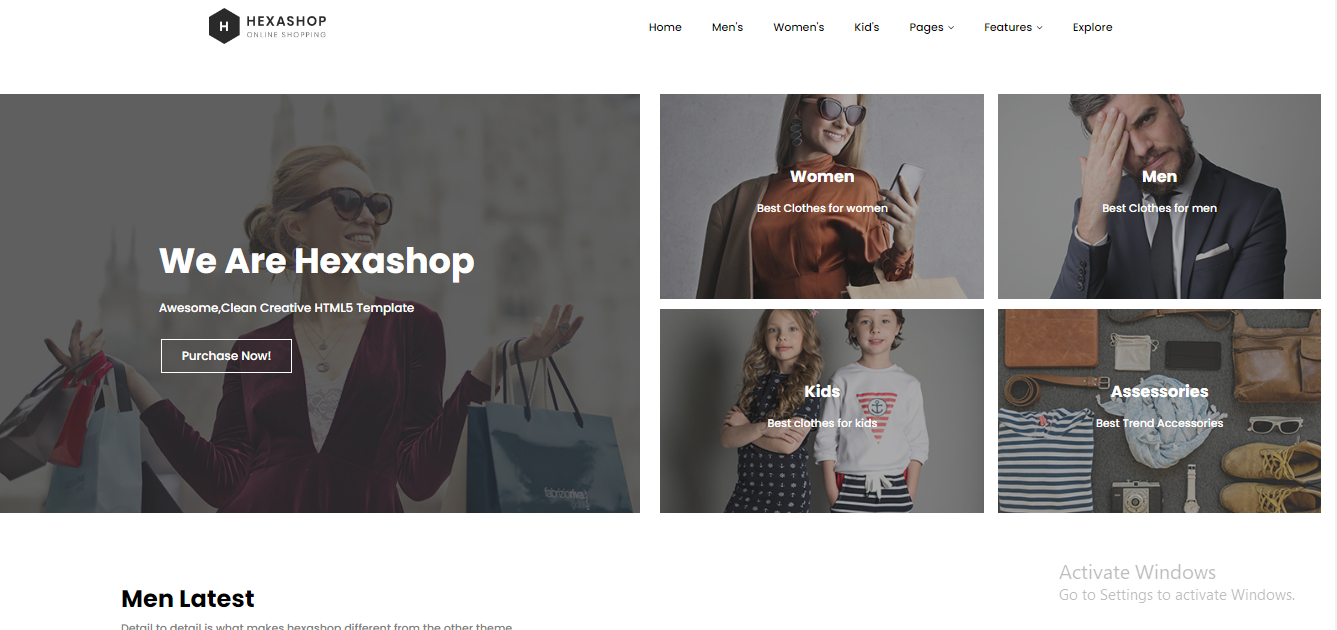 H
HEXASHOP
ONLINE SHOPPING
Home
Men's
Women's
Kid's
Pages
Features
Explore
We Are Hexashop
Awesome,Clean Creative HTML5 Template
Purchase Now!
Women
Best Clothes for women
Men
Best Clothes for men
Kids
Best clothes for kids
Assessories
Best Trend Accessories
Men Latest
Detail to detail is what makes hexashop different from the other theme
Activate Windows
Go to Settings to activate Windows.